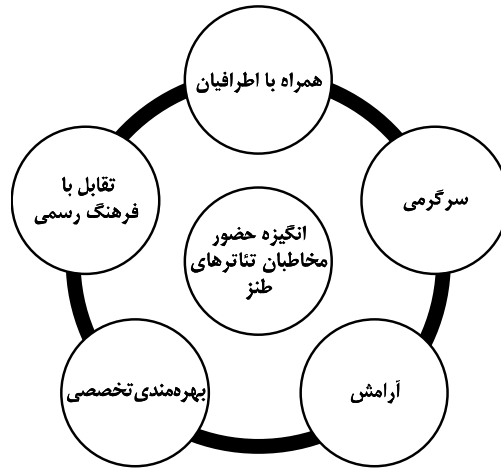 همراه با اطرافیان
سرگرمی
تقابل با
فرهنگ رسمی
انگیزه حضور
مخاطبان تئاترهای
طنز
آرامش
بهره‌مندی تخصصی